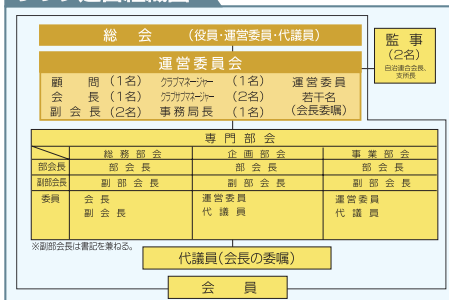 総会 (役員・運営委員・代議員)
監事
(2名)
自治連合会長、
支所長
運営委員会
顧問(1名) クラブマネージャー(1名) 運営委員
会長(1名) クラブサブマネージャー(2名) 若干名
副会長(2名) 事務局長(1名) (会長委嘱)
専門部会
総務部会 企画部会 事業部会
部会長 部会長 部会長 部会長
副部会長 副部会長 副部会長 副部会長
委員 会長 運営委員 運営委員
副会長 代議員 代議員
※副部会長は書記を兼ねる。
代議員(会長の委嘱)
会員